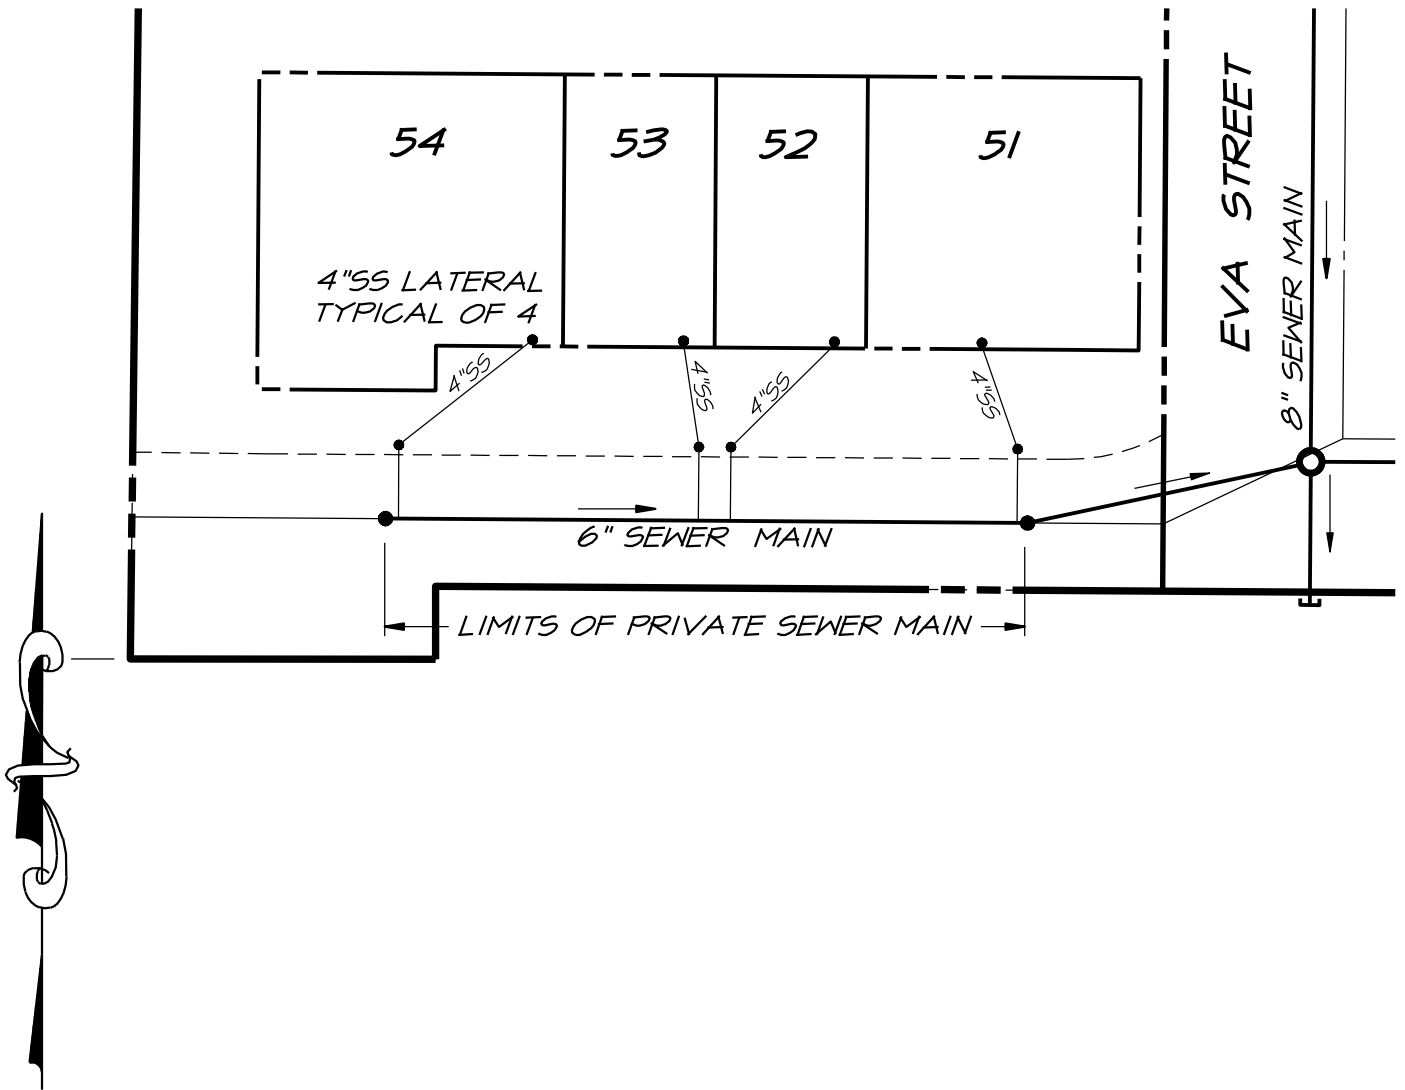 54
53
52
51
4"SS LATERAL
TYPICAL OF 4
4"SS
4"SS
4"SS
4"SS
EVA STREET
8" SEWER MAIN
6" SEWER MAIN
LIMITS OF PRIVATE SEWER MAIN